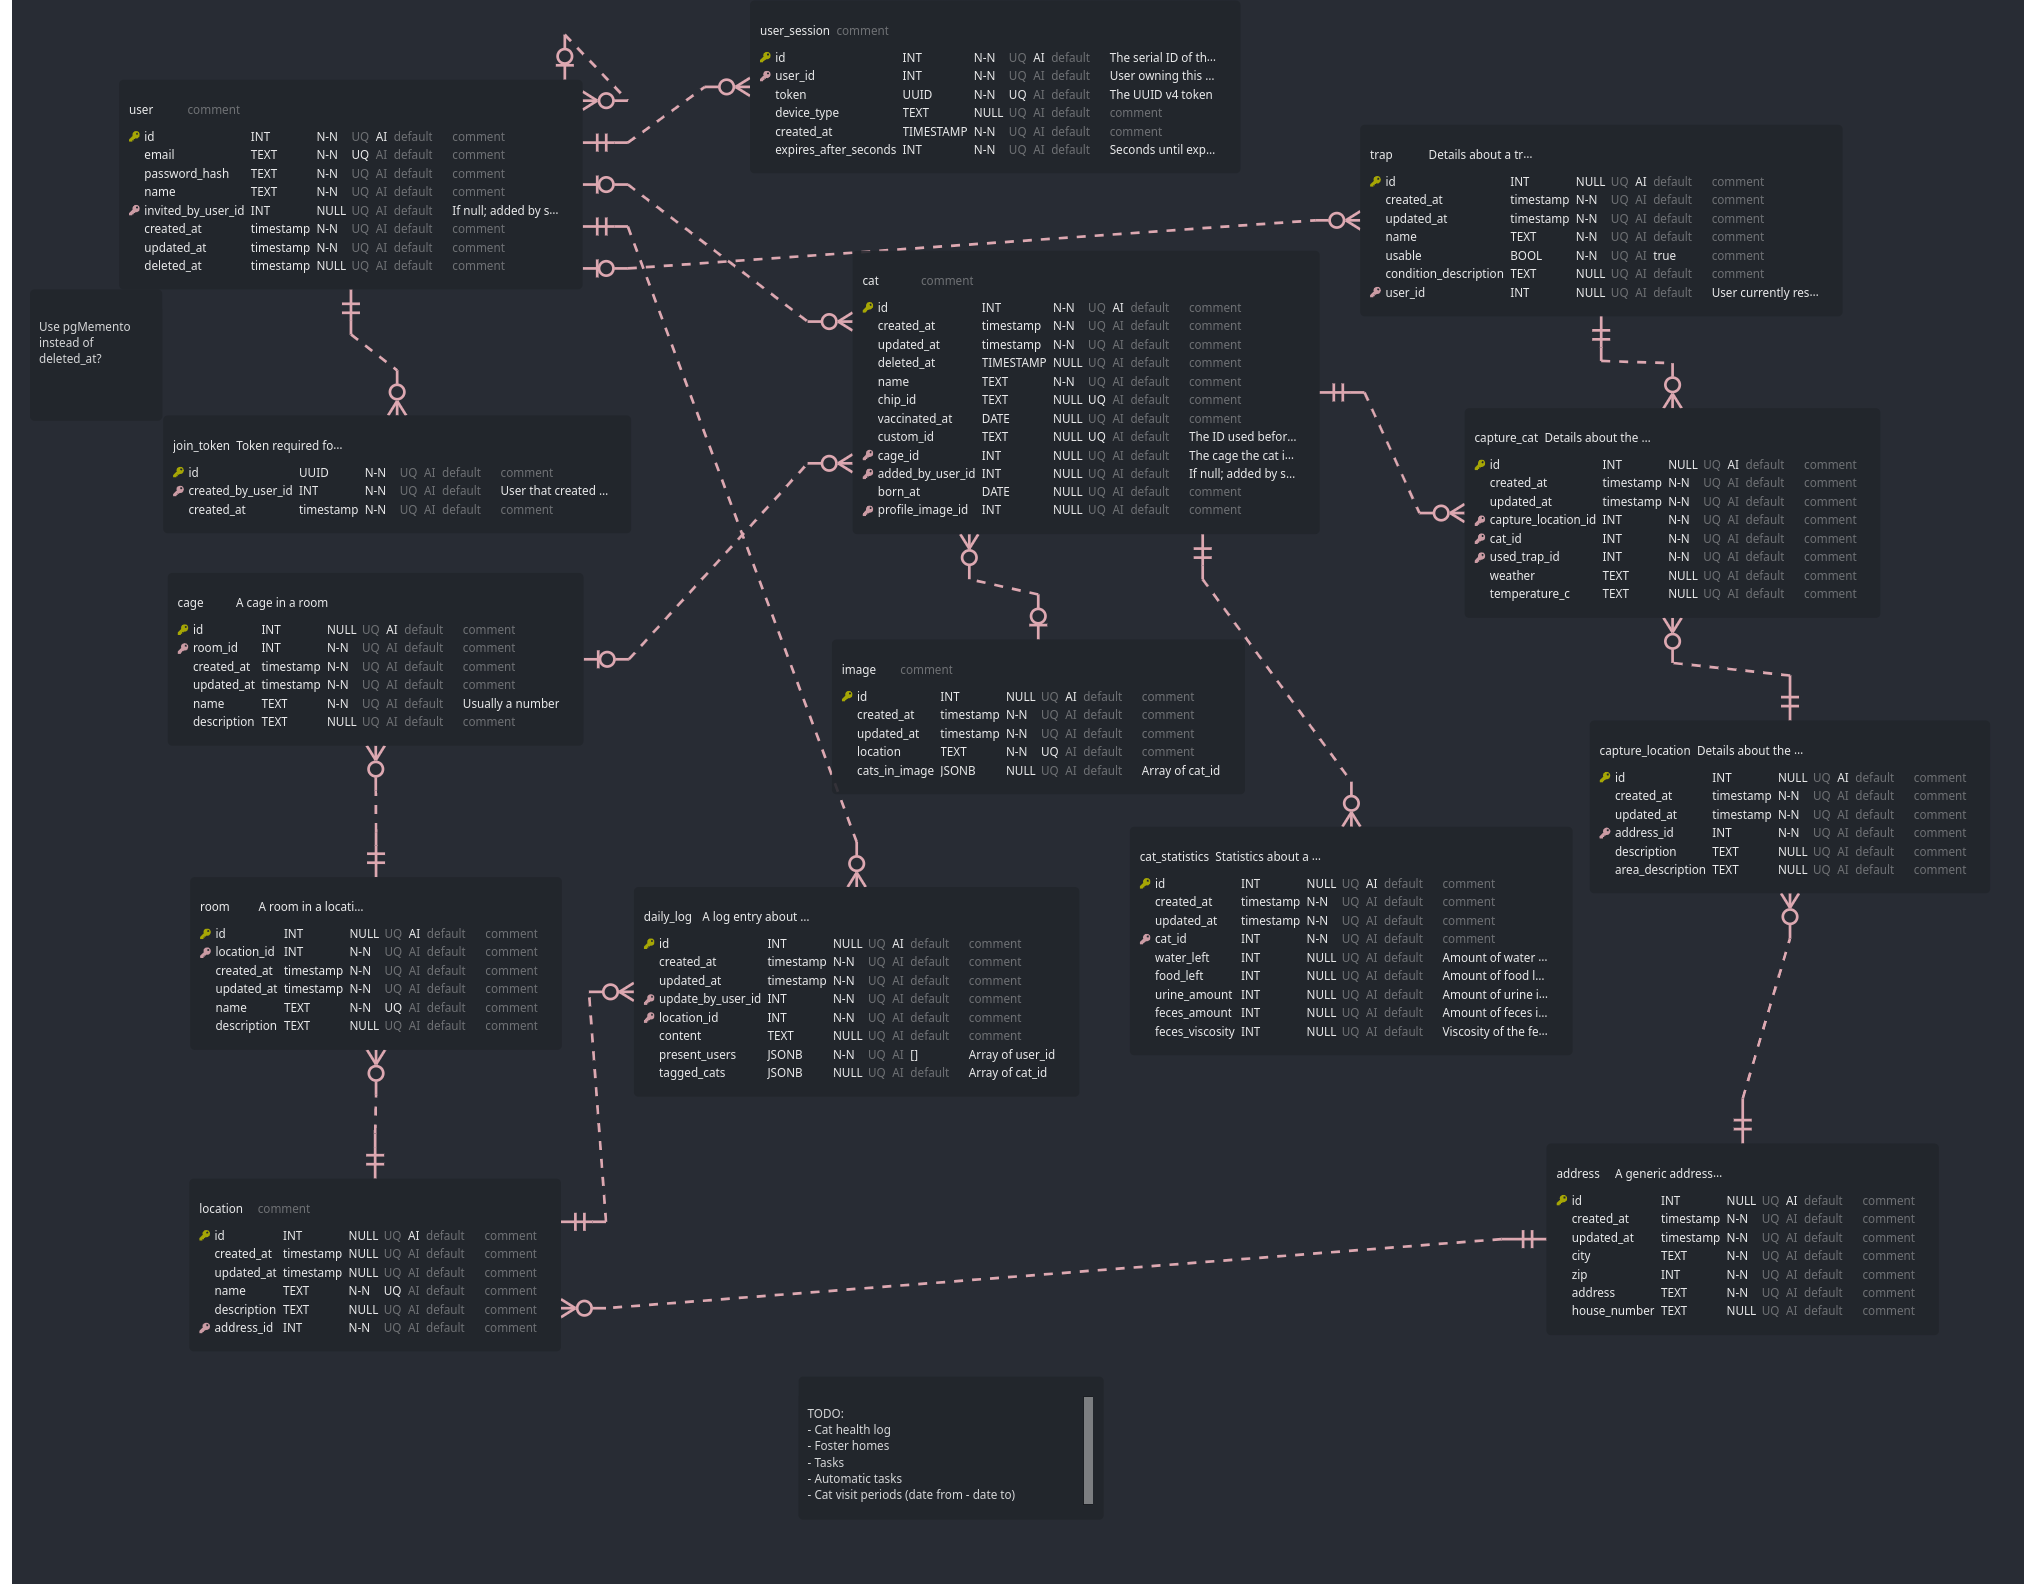 user_session comment
id INT N-N UQ AI default The serial ID of th...
user_id INT N-N UQ AI default User owning this ...
token UUID N-N UQ AI default The UUID v4 token
device_type TEXT NULL UQ AI default comment
created_at TIMESTAMP N-N UQ AI default comment
expires_after_seconds INT N-N UQ AI default Seconds until exp...
user comment
id INT N-N UQ AI default comment
email TEXT N-N UQ AI default comment
password_hash TEXT N-N UQ AI default comment
name TEXT N-N UQ AI default comment
invited_by_user_id INT NULL UQ AI default If null; added by s...
created_at timestamp N-N UQ AI default comment
updated_at timestamp N-N UQ AI default comment
deleted_at timestamp NULL UQ AI default comment
trap Details about a tr...
id INT NULL UQ AI default comment
created_at timestamp N-N UQ AI default comment
updated_at timestamp N-N UQ AI default comment
name TEXT N-N UQ AI default comment
usable BOOL N-N UQ AI true comment
condition_description TEXT NULL UQ AI default comment
user_id INT NULL UQ AI default User currently res...
Use pgMemento
instead of
deleted_at?
cat comment
id INT N-N UQ AI default comment
created_at timestamp N-N UQ AI default comment
updated_at timestamp N-N UQ AI default comment
deleted_at TIMESTAMP NULL UQ AI default comment
name TEXT N-N UQ AI default comment
chip_id TEXT NULL UQ AI default comment
vaccinated_at DATE NULL UQ AI default comment
custom_id TEXT NULL UQ AI default The ID used befor...
cage_id INT NULL UQ AI default The cage the cat i...
added_by_user_id INT NULL UQ AI default If null; added by s...
born_at DATE NULL UQ AI default comment
profile_image_id INT NULL UQ AI default comment
join_token Token required fo...
id UUID N-N UQ AI default comment
created_by_user_id INT N-N UQ AI default User that created ...
created_at timestamp N-N UQ AI default comment
capture_cat Details about the ...
id INT NULL UQ AI default comment
created_at timestamp N-N UQ AI default comment
updated_at timestamp N-N UQ AI default comment
capture_location_id INT N-N UQ AI default comment
cat_id INT N-N UQ AI default comment
used_trap_id INT N-N UQ AI default comment
weather TEXT NULL UQ AI default comment
temperature_c TEXT NULL UQ AI default comment
cage A cage in a room
id INT NULL UQ AI default comment
room_id INT N-N UQ AI default comment
created_at timestamp N-N UQ AI default comment
updated_at timestamp N-N UQ AI default comment
name TEXT N-N UQ AI default Usually a number
description TEXT NULL UQ AI default comment
image comment
id INT NULL UQ AI default comment
created_at timestamp N-N UQ AI default comment
updated_at timestamp N-N UQ AI default comment
location TEXT N-N UQ AI default comment
cats_in_image JSONB NULL UQ AI default Array of cat_id
capture_location Details about the ...
id INT NULL UQ AI default comment
created_at timestamp N-N UQ AI default comment
updated_at timestamp N-N UQ AI default comment
address_id INT N-N UQ AI default comment
description TEXT NULL UQ AI default comment
area_description TEXT NULL UQ AI default comment
cat_statistics Statistics about a ...
id INT NULL UQ AI default comment
created_at timestamp N-N UQ AI default comment
updated_at timestamp N-N UQ AI default comment
cat_id INT N-N UQ AI default comment
water_left INT NULL UQ AI default Amount of water ...
food_left INT NULL UQ AI default Amount of food l...
urine_amount INT NULL UQ AI default Amount of urine i...
feces_amount INT NULL UQ AI default Amount of feces i...
feces_viscosity INT NULL UQ AI default Viscosity of the fe...
room A room in a locati...
id INT NULL UQ AI default comment
location_id INT N-N UQ AI default comment
created_at timestamp N-N UQ AI default comment
updated_at timestamp N-N UQ AI default comment
name TEXT N-N UQ AI default comment
description TEXT NULL UQ AI default comment
daily_log A log entry about ...
id INT NULL UQ AI default comment
created_at timestamp N-N UQ AI default comment
updated_at timestamp N-N UQ AI default comment
update_by_user_id INT N-N UQ AI default comment
location_id INT N-N UQ AI default comment
content TEXT NULL UQ AI default comment
present_users JSONB N-N UQ AI [] Array of user_id
tagged_cats JSONB NULL UQ AI default Array of cat_id
location comment
id INT NULL UQ AI default comment
created_at timestamp NULL UQ AI default comment
updated_at timestamp NULL UQ AI default comment
name TEXT N-N UQ AI default comment
description TEXT NULL UQ AI default comment
address_id INT N-N UQ AI default comment
address A generic address...
id INT NULL UQ AI default comment
created_at timestamp N-N UQ AI default comment
updated_at timestamp N-N UQ AI default comment
city TEXT N-N UQ AI default comment
zip INT N-N UQ AI default comment
address TEXT N-N UQ AI default comment
house_number TEXT NULL UQ AI default comment
TODO:
- Cat health log
- Foster homes
- Tasks
- Automatic tasks
- Cat visit periods (date from - date to)